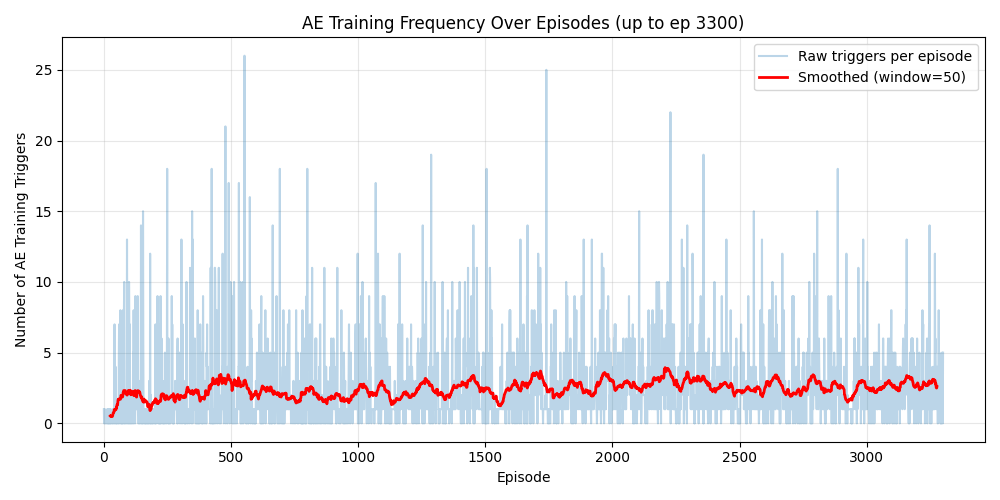 AE Training Frequency Over Episodes (up to ep 3300)
Raw triggers per episode
Smoothed (window=50)
Number of AE Training Triggers
25
20
15
10
5
0
0 500 1000 1500 2000 2500 3000
Episode